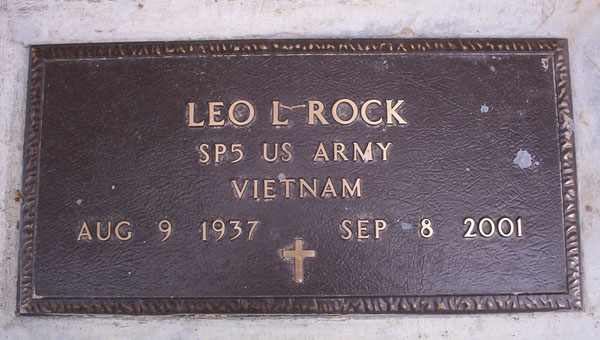 LEO L ROCK
SP5 US ARMY
VIETNAM
AUG 9 1937 SEP 8 2001